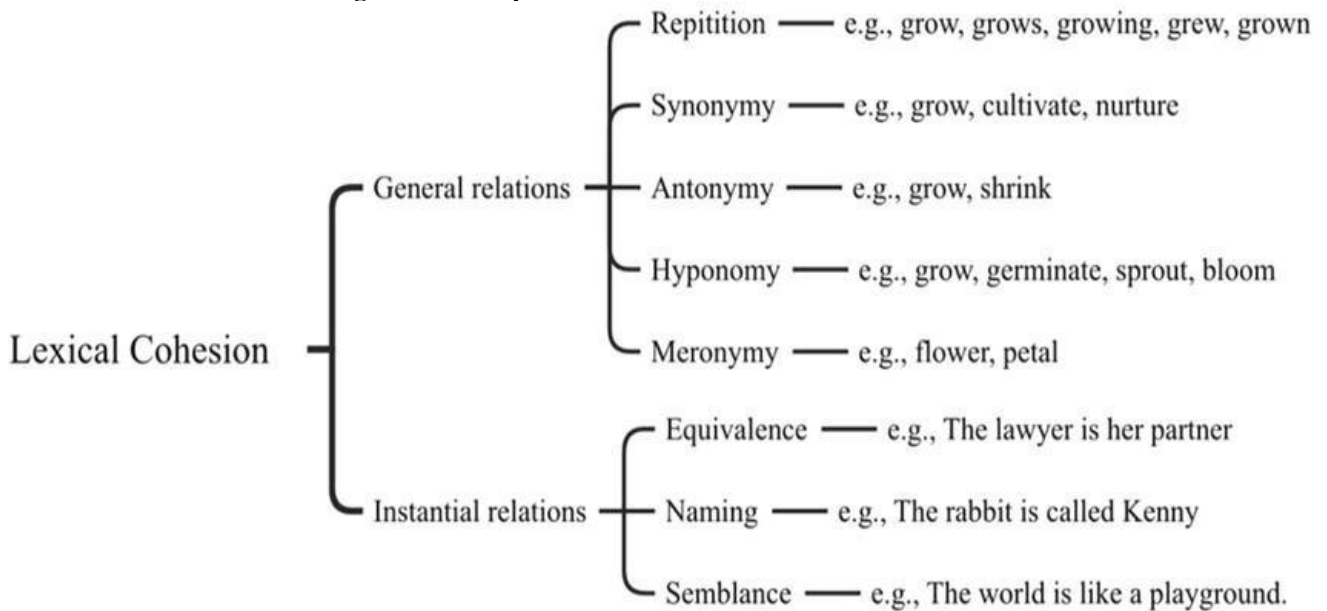 Repitition e.g., grow, grows, growing, grew, grown
Synonymy e.g., grow, cultivate, nurture
General relations Antonymy e.g., grow, shrink
Hyponomy e.g., grow, germinate, sprout, bloom
Lexical Cohesion
Meronymy e.g., flower, petal
Equivalence e.g., The lawyer is her partner
Instantial relations Naming e.g., The rabbit is called Kenny
Semblance e.g., The world is like a playground.